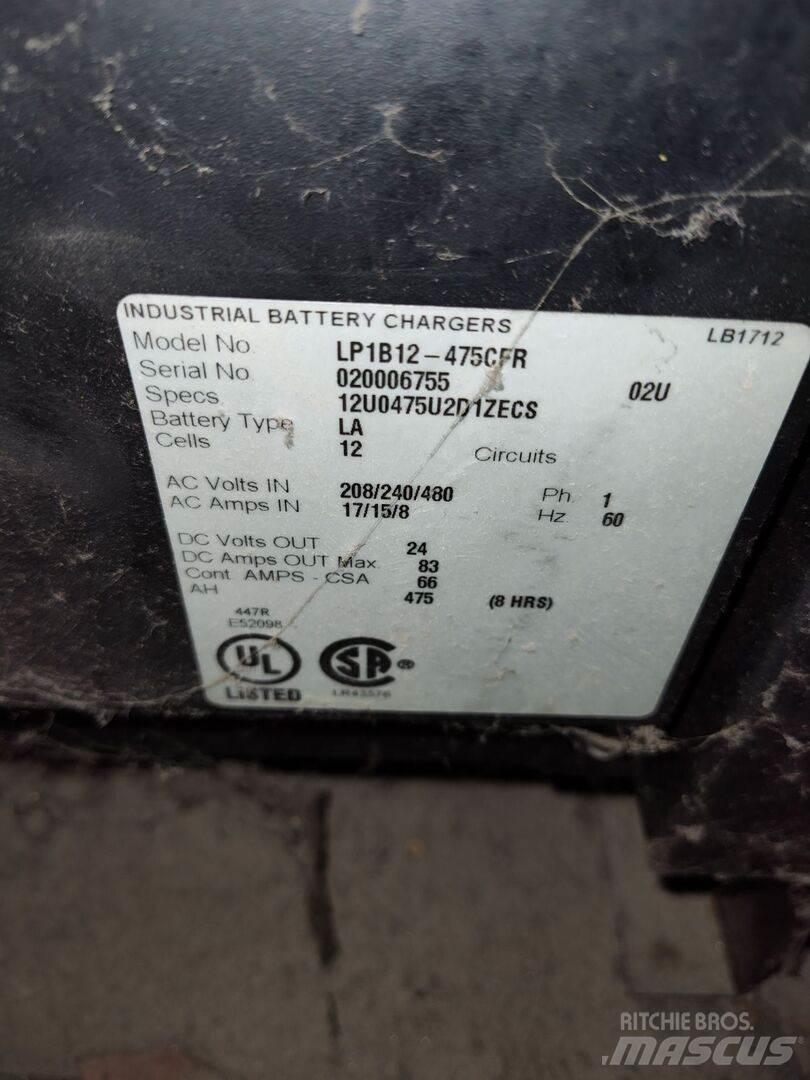 INDUSTRIAL BATTERY CHARGERS LB1712
Model No. LP1B12-475CFR
Serial No. 020006755 02U
Specs 12U0475U2D1ZECS
Battery Type LA
Cells 12 Circuits
AC Volts IN 208/240/480 Ph 1
AC Amps IN 17/15/8 Hz 60
DC Volts OUT 24
DC Amps OUT Max. 83
Cont. AMPS - CSA 66
AH 475 (8 HRS)
447R
E52098
UL
LISTED
SA ®
RITCHIE BROS.
MASCUS